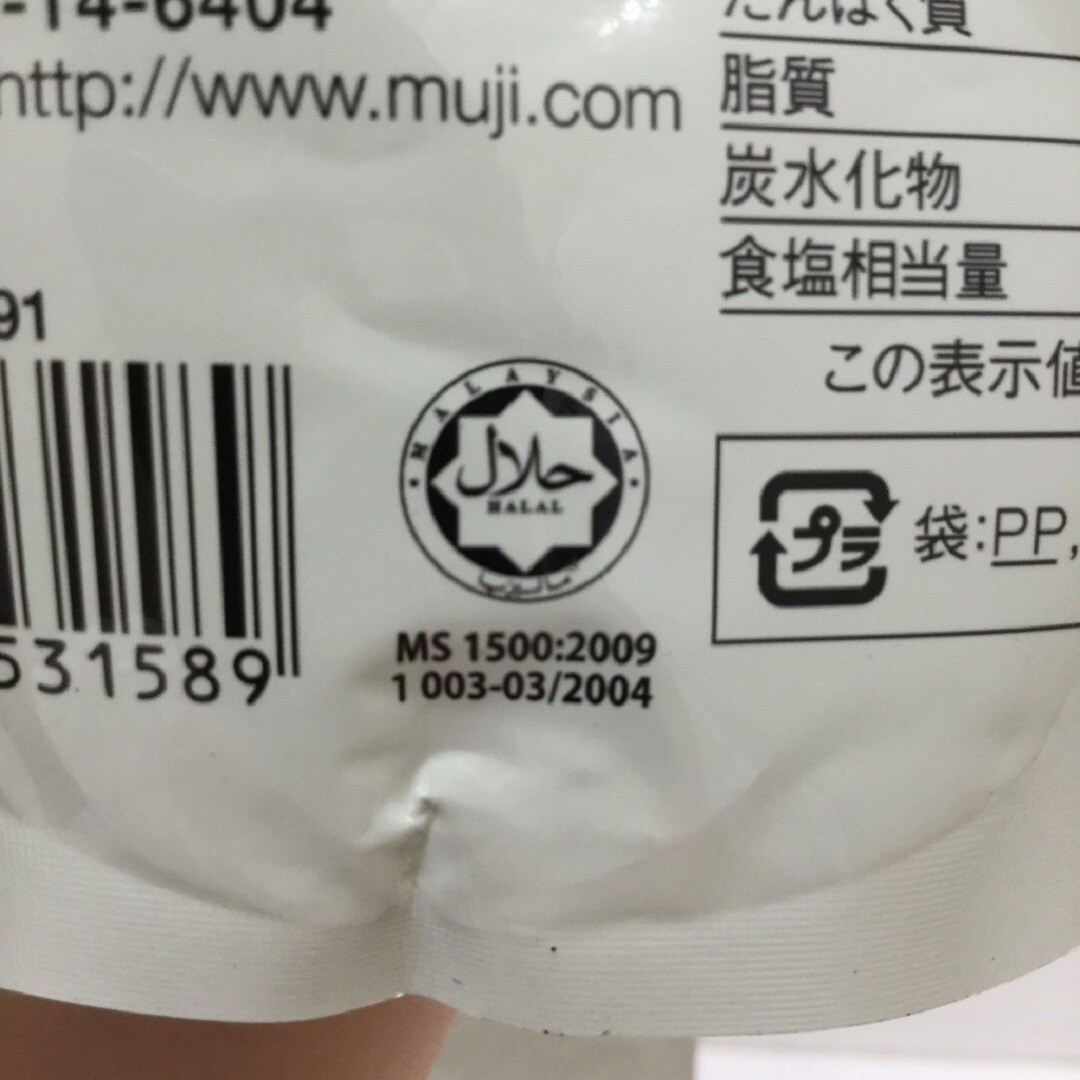 -14-6404
http://www.muji.com
たんぱく質
脂質
炭水化物
食塩相当量
この表示値
91
531589
MALAYSIA
حلال
HALAL
ماليزيا
MS 1500:2009
1 003-03/2004
プラ
袋:PP,